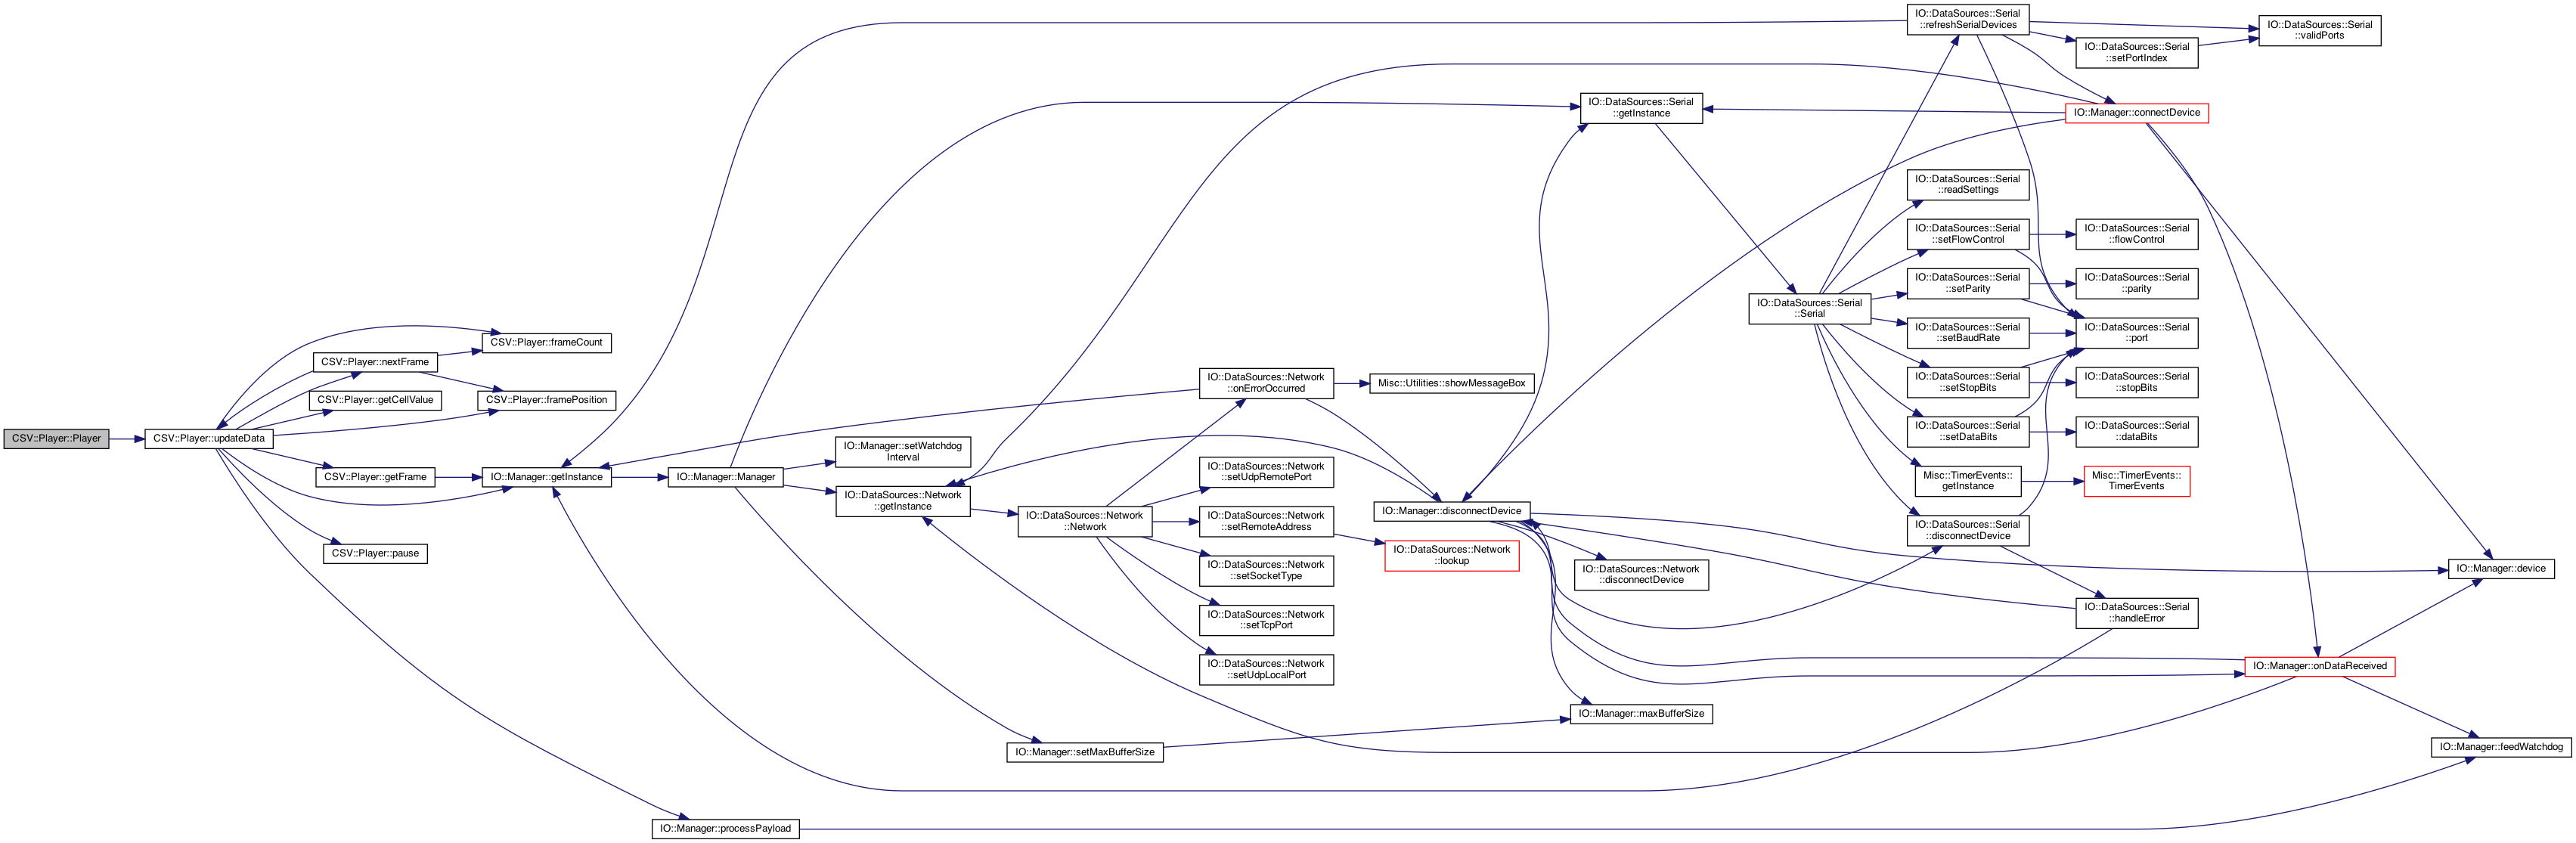 CSV::Player::Player
CSV::Player::updateData
CSV::Player::frameCount
CSV::Player::nextFrame
CSV::Player::getCellValue
CSV::Player::framePosition
CSV::Player::getFrame
IO::Manager::getInstance
CSV::Player::pause
IO::Manager::processPayload
IO::Manager::Manager
IO::Manager::setWatchdog
Interval
IO::DataSources::Network
::getInstance
IO::Manager::setMaxBufferSize
IO::DataSources::Network
::Network
IO::DataSources::Network
::onErrorOccurred
Misc::Utilities::showMessageBox
IO::DataSources::Network
::setUdpRemotePort
IO::DataSources::Network
::setRemoteAddress
IO::DataSources::Network
::lookup
IO::DataSources::Network
::setSocketType
IO::DataSources::Network
::setTcpPort
IO::DataSources::Network
::setUdpLocalPort
IO::Manager::disconnectDevice
IO::DataSources::Network
::disconnectDevice
IO::Manager::maxBufferSize
IO::DataSources::Serial
::getInstance
IO::DataSources::Serial
::Serial
IO::DataSources::Serial
::refreshSerialDevices
IO::DataSources::Serial
::setPortIndex
IO::DataSources::Serial
::validPorts
IO::Manager::connectDevice
IO::DataSources::Serial
::readSettings
IO::DataSources::Serial
::setFlowControl
IO::DataSources::Serial
::flowControl
IO::DataSources::Serial
::setParity
IO::DataSources::Serial
::parity
IO::DataSources::Serial
::setBaudRate
IO::DataSources::Serial
::port
IO::DataSources::Serial
::setStopBits
IO::DataSources::Serial
::stopBits
IO::DataSources::Serial
::setDataBits
IO::DataSources::Serial
::dataBits
Misc::TimerEvents::
getInstance
Misc::TimerEvents::
TimerEvents
IO::DataSources::Serial
::disconnectDevice
IO::DataSources::Serial
::handleError
IO::Manager::device
IO::Manager::onDataReceived
IO::Manager::feedWatchdog